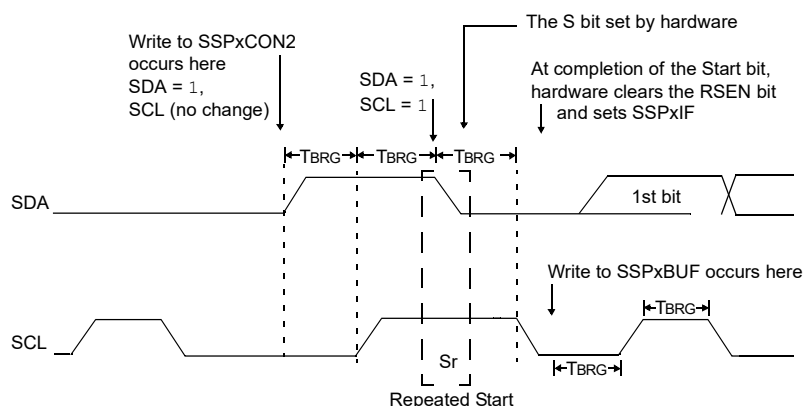 The S bit set by hardware
Write to SSPxCON2
occurs here
SDA = 1,
SCL (no change)
SDA = 1,
SCL = 1
At completion of the Start bit,
hardware clears the RSEN bit
and sets SSPxIF
TBRG TBRG TBRG
SDA
1st bit
Write to SSPxBUF occurs here
TBRG
SCL
Sr
TBRG
Repeated Start